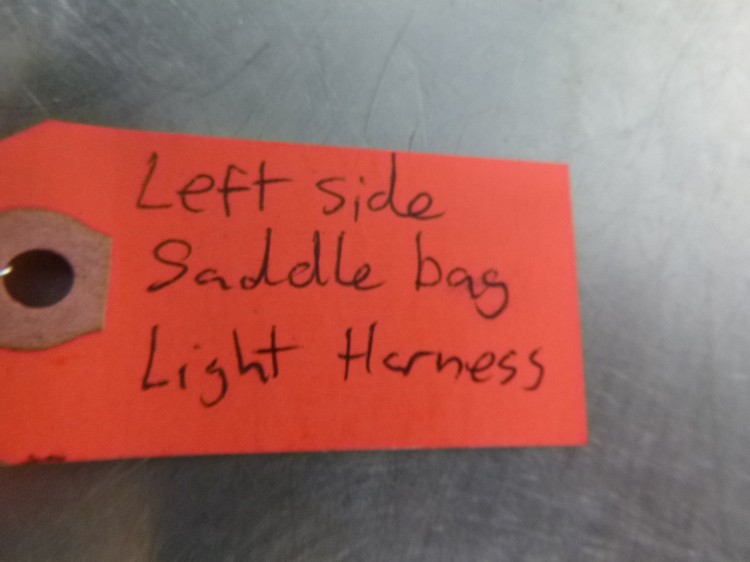 Left side
Saddle bag
Light Harness